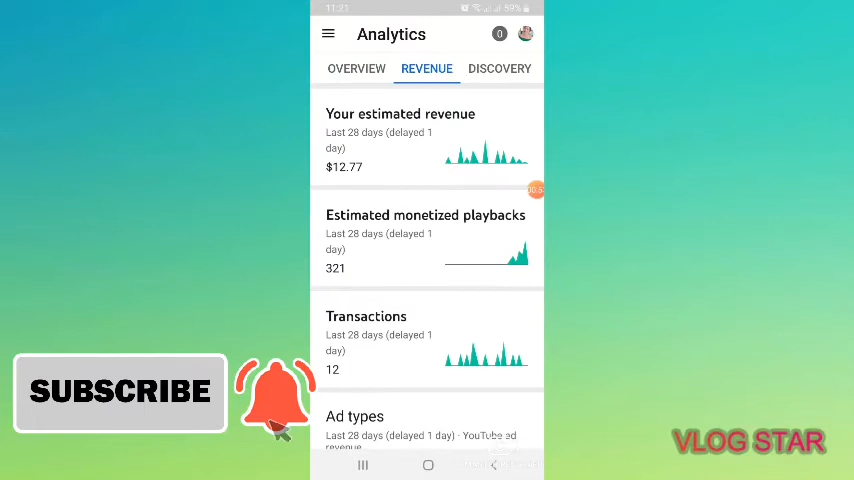 11:21
59%
Analytics
0
OVERVIEW REVENUE DISCOVERY
Your estimated revenue
Last 28 days (delayed 1
day)
$12.77
Estimated monetized playbacks
Last 28 days (delayed 1
day)
321
Transactions
Last 28 days (delayed 1
day)
12
Ad types
Last 28 days (delayed 1 day) · YouTube ad
revenue
SUBSCRIBE
VLOG STAR